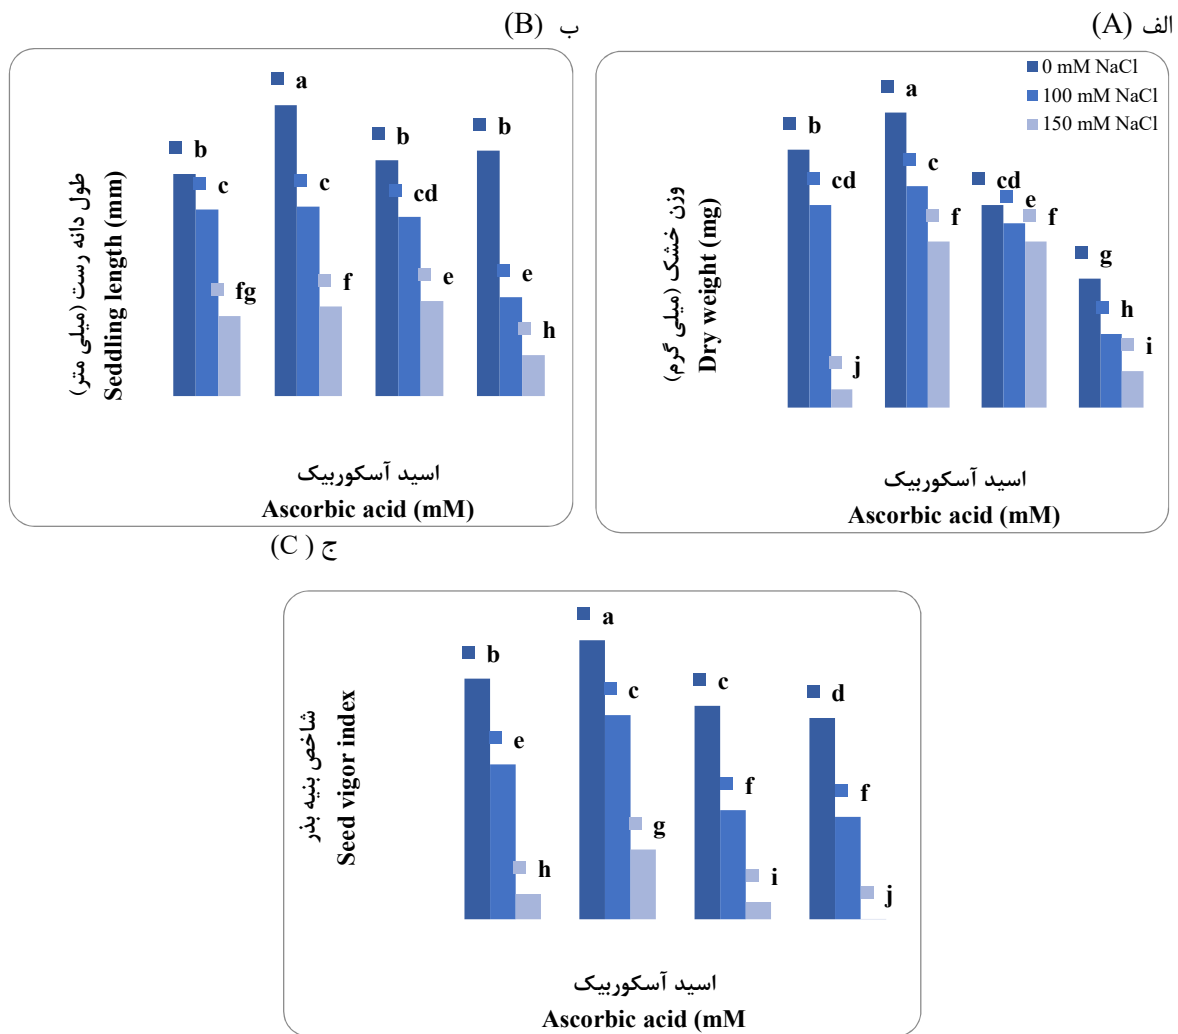 الف (A)
0 mM NaCl
100 mM NaCl
150 mM NaCl
b
cd
j
a
c
f
cd
e
f
g
h
i
وزن خشک (میلی گرم)
Dry weight (mg)
اسید آسکوربیک
Ascorbic acid (mM)
ب (B)
b
c
fg
a
c
f
b
cd
e
b
e
h
طول دانه رست (میلی متر)
Seddling length (mm)
اسید آسکوربیک
Ascorbic acid (mM)
ج ( C)
b
e
h
a
c
g
c
f
i
d
f
j
شاخص بنیه بذر
Seed vigor index
اسید آسکوربیک
Ascorbic acid (mM